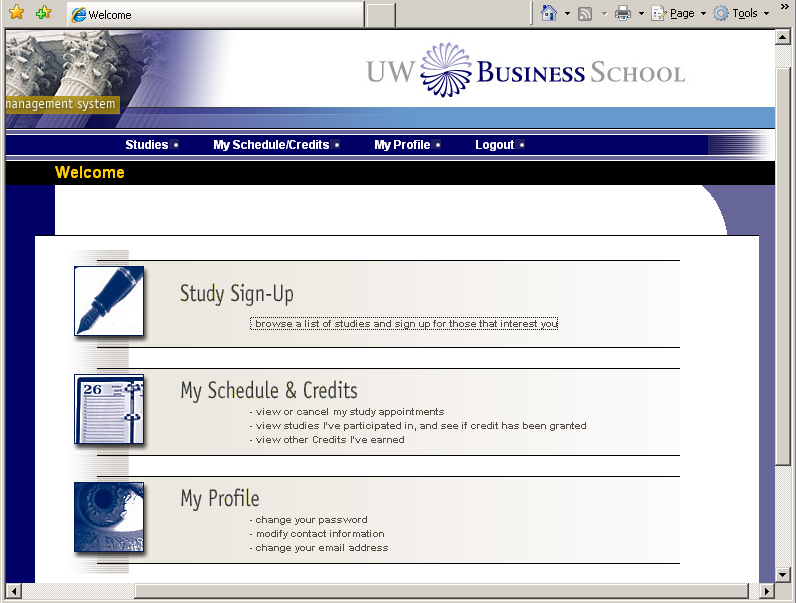 Welcome
Page
Tools
»
UW BUSINESS SCHOOL
management system
Studies
My Schedule/Credits
My Profile
Logout
Welcome
Study Sign-Up
browse a list of studies and sign up for those that interest you
26
My Schedule & Credits
- view or cancel my study appointments
- view studies I've participated in, and see if credit has been granted
- view other Credits I've earned
My Profile
- change your password
- modify contact information
- change your email address